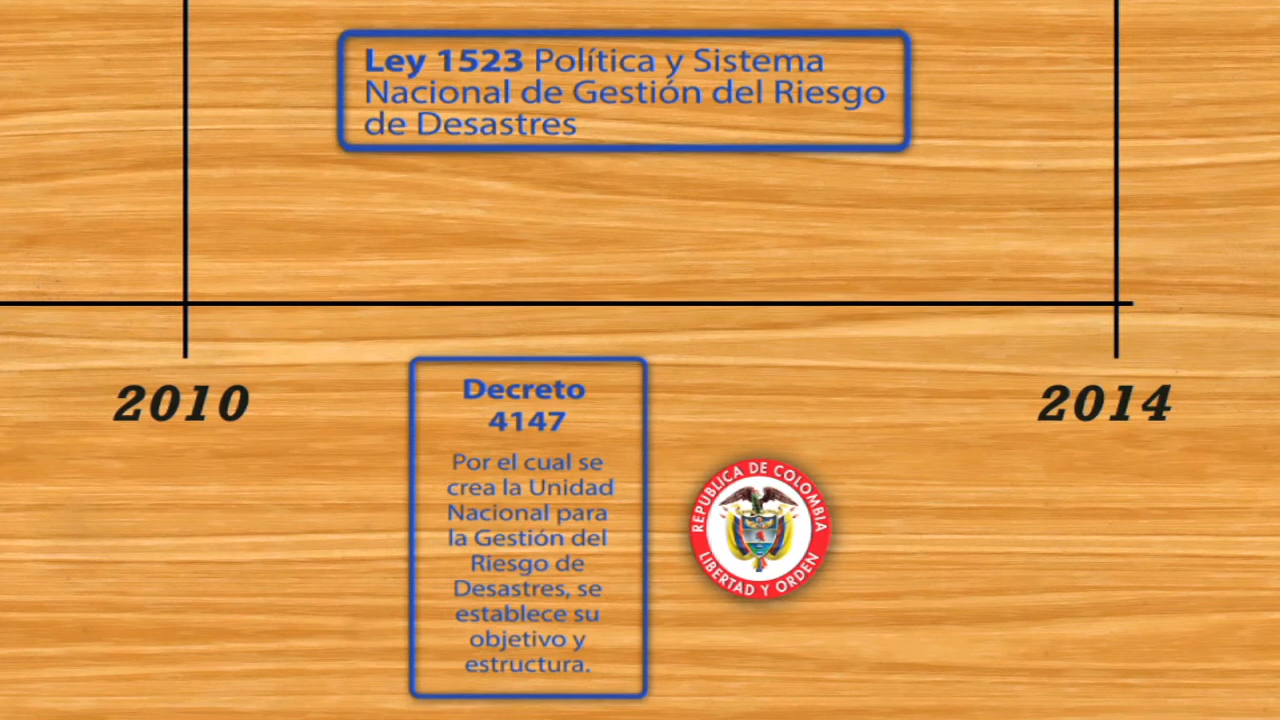 Ley 1523 Política y Sistema
Nacional de Gestión del Riesgo
de Desastres
2010
2014
Decreto
4147
Por el cual se
crea la Unidad
Nacional para
la Gestión del
Riesgo de
Desastres, se
establece su
objetivo y
estructura.
REPUBLICA DE COLOMBIA
LIBERTAD Y ORDEN